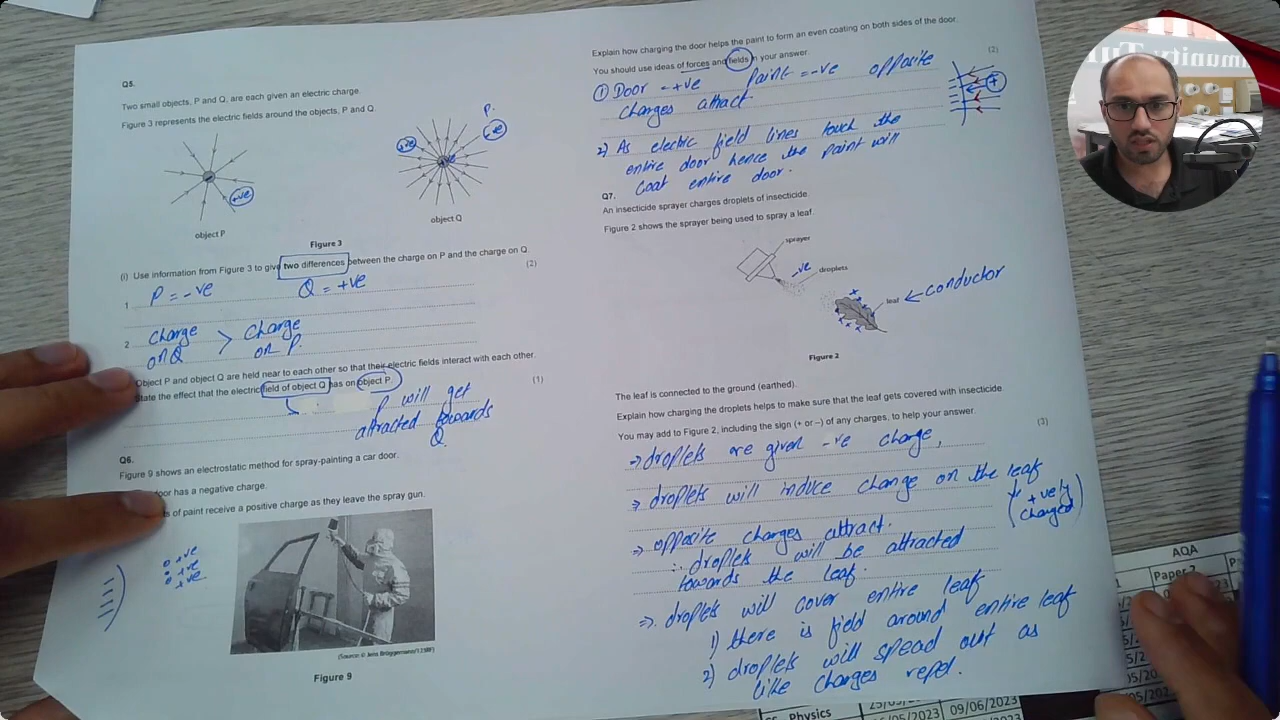 Q5.
Two small objects, P and Q, are each given an electric charge.
Figure 3 represents the electric fields around the objects, P and Q.
+ve
object P
+ve
P.
-ve
object Q
Figure 3
(i) Use information from Figure 3 to give two differences between the charge on P and the charge on Q.
(2)
1 P = -ve Q = +ve
2 Charge on Q > Charge on P.
Object P and object Q are held near to each other so that their electric fields interact with each other.
State the effect that the electric field of object Q has on object P.
(1)
P will get
attracted towards
Q.
Q6.
Figure 9 shows an electrostatic method for spray-painting a car door.
door has a negative charge.
of paint receive a positive charge as they leave the spray gun.
+ve
+ve
+ve
(Source: © Jens Brüggemann/123RF)
Figure 9
Explain how charging the door helps the paint to form an even coating on both sides of the door.
You should use ideas of forces and fields in your answer.
(2)
① Door = +ve Paint = -ve opposite
charges attract
+
2) As electric field lines touch the
entire door hence the paint will
coat entire door.
Q7.
An insecticide sprayer charges droplets of insecticide.
Figure 2 shows the sprayer being used to spray a leaf.
sprayer
-ve
droplets
leaf ← conductor
Figure 2
The leaf is connected to the ground (earthed).
Explain how charging the droplets helps to make sure that the leaf gets covered with insecticide.
You may add to Figure 2, including the sign (+ or –) of any charges, to help your answer.
(3)
⇒ droplets are given -ve charge,
⇒ droplets will induce charge on the leaf
(+vely
charged)
⇒ opposite charges attract.
∴ droplets will be attracted
towards the leaf.
⇒ droplets will cover entire leaf
1) there is field around entire leaf
2) droplets will spead out as
like charges repel.
AQA
Paper 2
Physics
09/06/2023